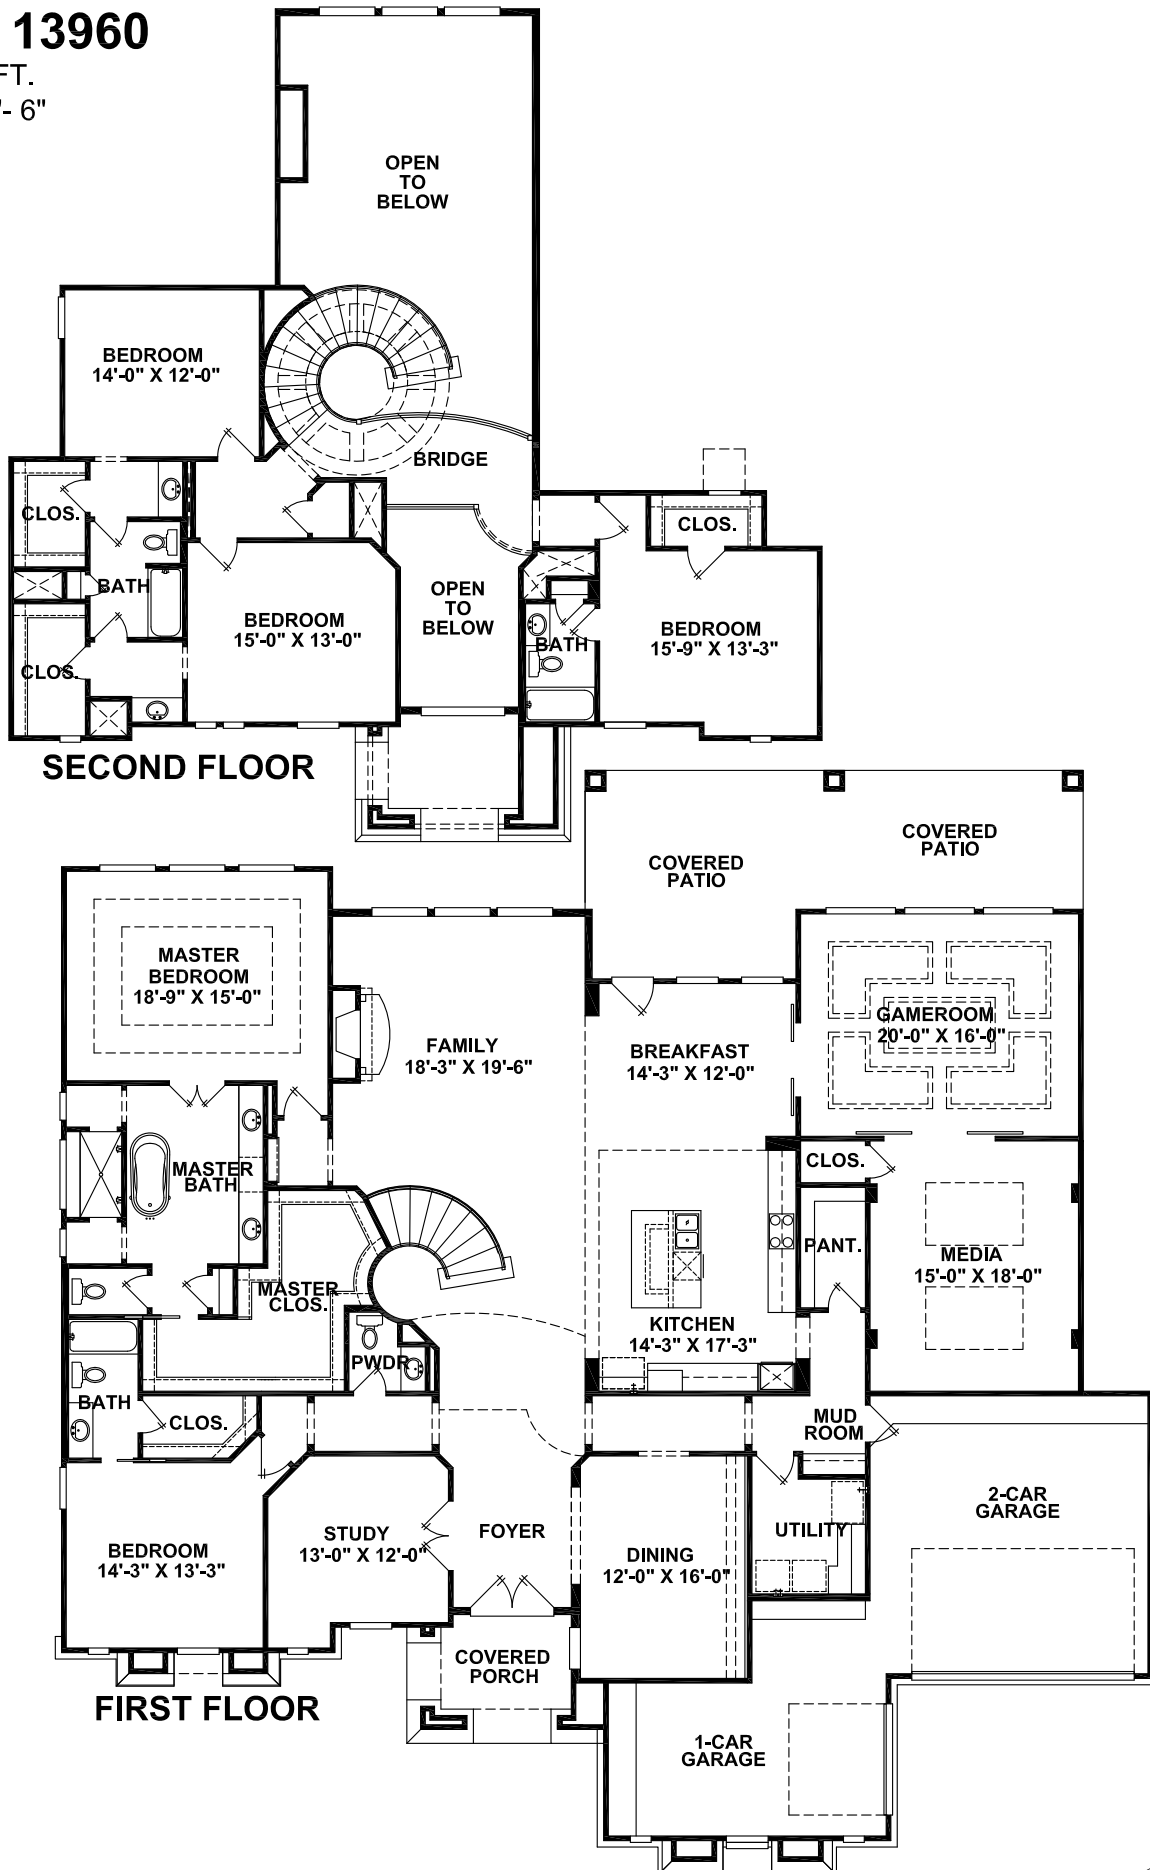 13960
FT.
'- 6"
OPEN
TO
BELOW
BEDROOM
14'-0" X 12'-0"
BRIDGE
CLOS.
CLOS.
BATH
OPEN
TO
BELOW
BEDROOM
15'-0" X 13'-0"
BEDROOM
15'-9" X 13'-3"
BATH
CLOS.
SECOND FLOOR
COVERED
PATIO
COVERED
PATIO
MASTER
BEDROOM
18'-9" X 15'-0"
GAMEROOM
20'-0" X 16'-0"
FAMILY
18'-3" X 19'-6"
BREAKFAST
14'-3" X 12'-0"
CLOS.
MASTER
BATH
PANT.
MEDIA
15'-0" X 18'-0"
MASTER
CLOS.
KITCHEN
14'-3" X 17'-3"
PWDR
BATH
CLOS.
MUD
ROOM
2-CAR
GARAGE
STUDY
13'-0" X 12'-0"
FOYER
UTILITY
BEDROOM
14'-3" X 13'-3"
DINING
12'-0" X 16'-0"
COVERED
PORCH
FIRST FLOOR
1-CAR
GARAGE